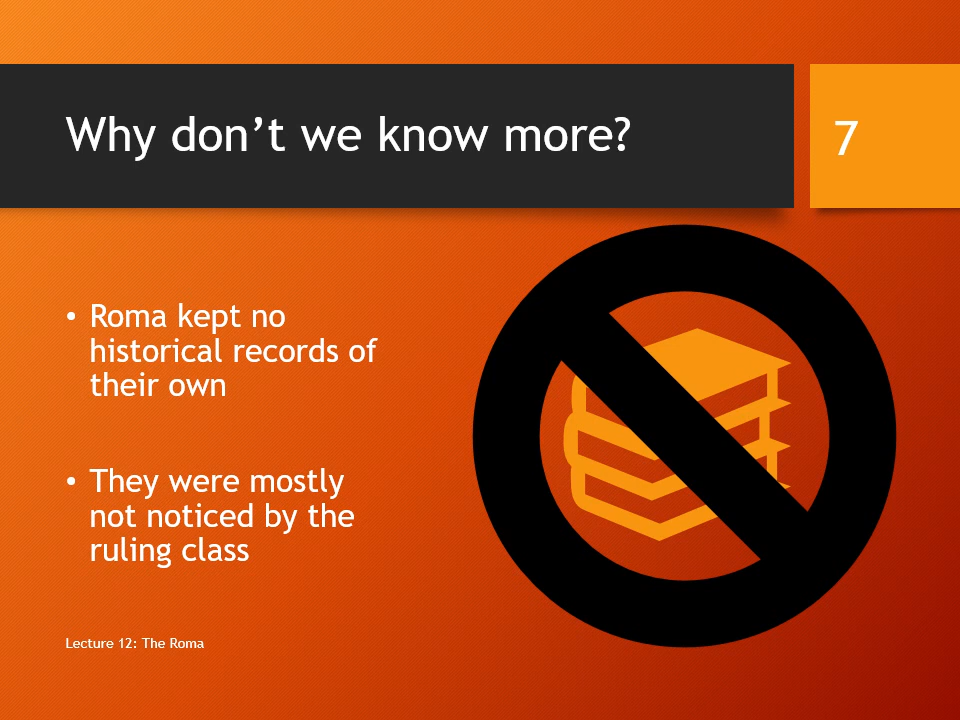 Why don’t we know more?
7
• Roma kept no
historical records of
their own
• They were mostly
not noticed by the
ruling class
Lecture 12: The Roma